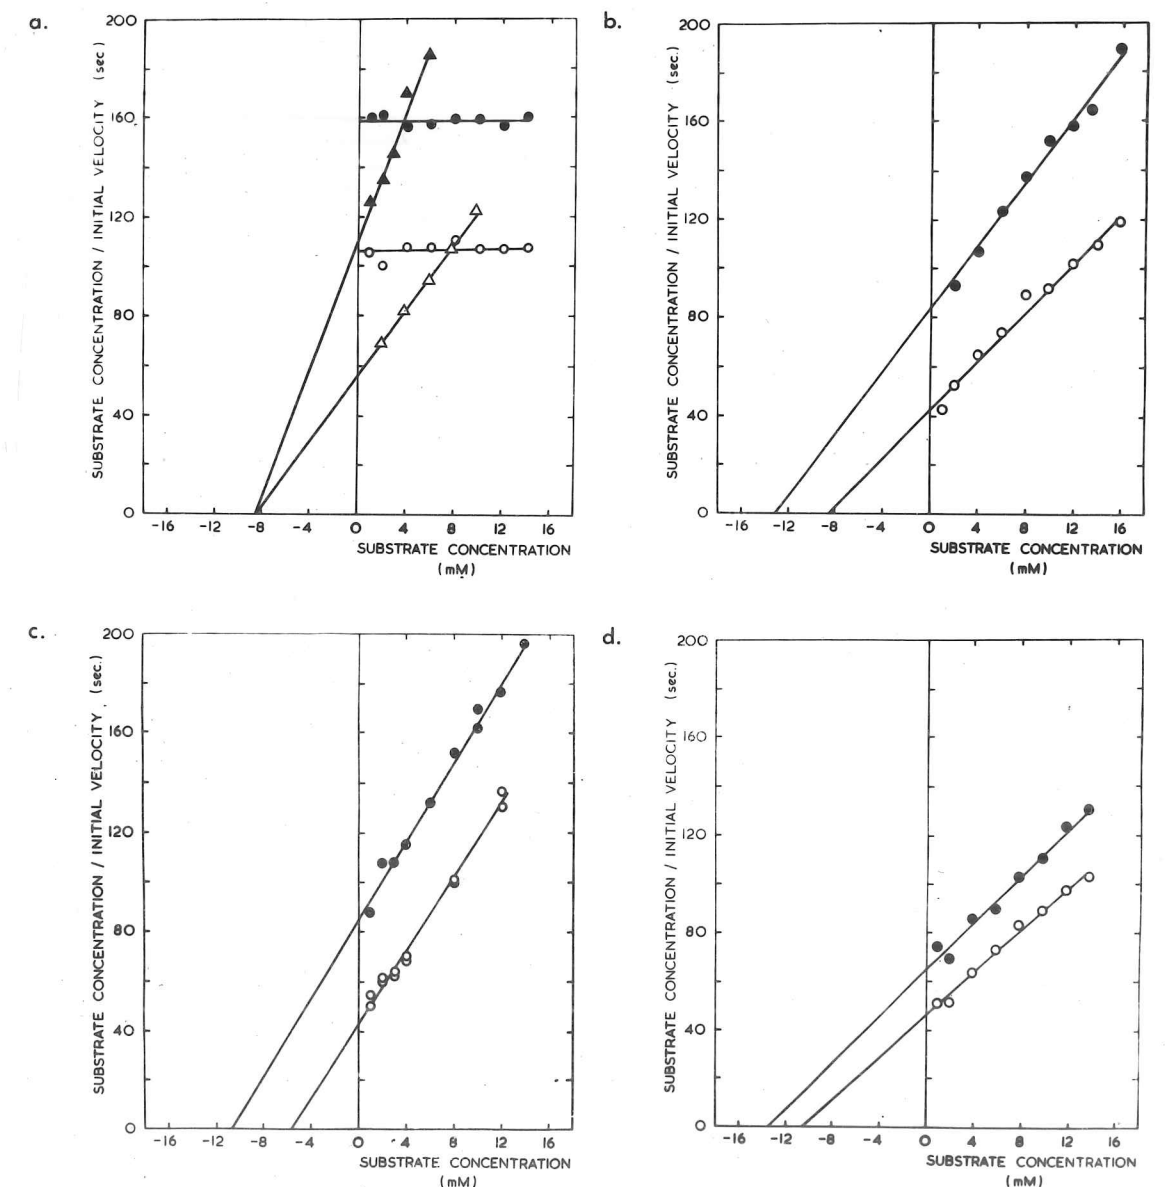 a.
SUBSTRATE CONCENTRATION / INITIAL VELOCITY (sec)
200
160
120
80
40
0
-16 -12 -8 -4 0 4 8 12 16
SUBSTRATE CONCENTRATION
(mM)
b.
SUBSTRATE CONCENTRATION / INITIAL VELOCITY (sec.)
200
160
120
80
40
0
-16 -12 -8 -4 0 4 8 12 16
SUBSTRATE CONCENTRATION
(mM)
c.
SUBSTRATE CONCENTRATION / INITIAL VELOCITY (sec.)
200
160
120
80
40
0
-16 -12 -8 -4 0 4 8 12 16
SUBSTRATE CONCENTRATION
(mM)
d.
SUBSTRATE CONCENTRATION / INITIAL VELOCITY (sec.)
200
160
120
80
40
0
-16 -12 -8 -4 0 4 8 12 16
SUBSTRATE CONCENTRATION
(mM)